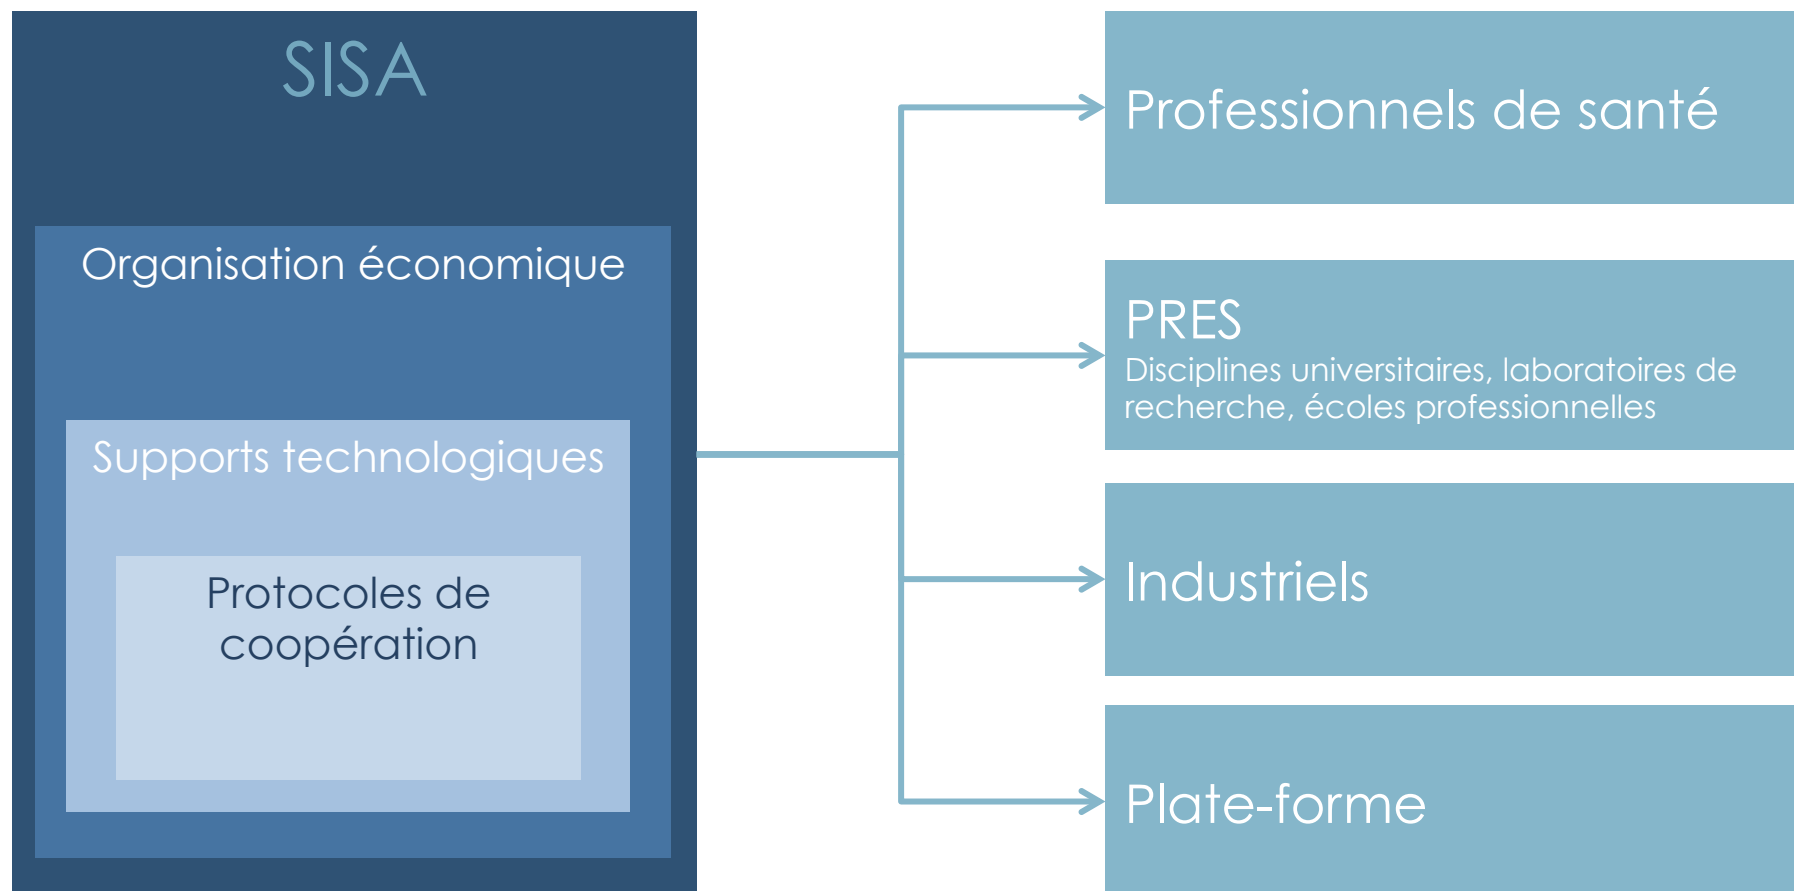 SISA
Organisation économique
Supports technologiques
Protocoles de
coopération
Professionnels de santé
PRES
Disciplines universitaires, laboratoires de
recherche, écoles professionnelles
Industriels
Plate-forme